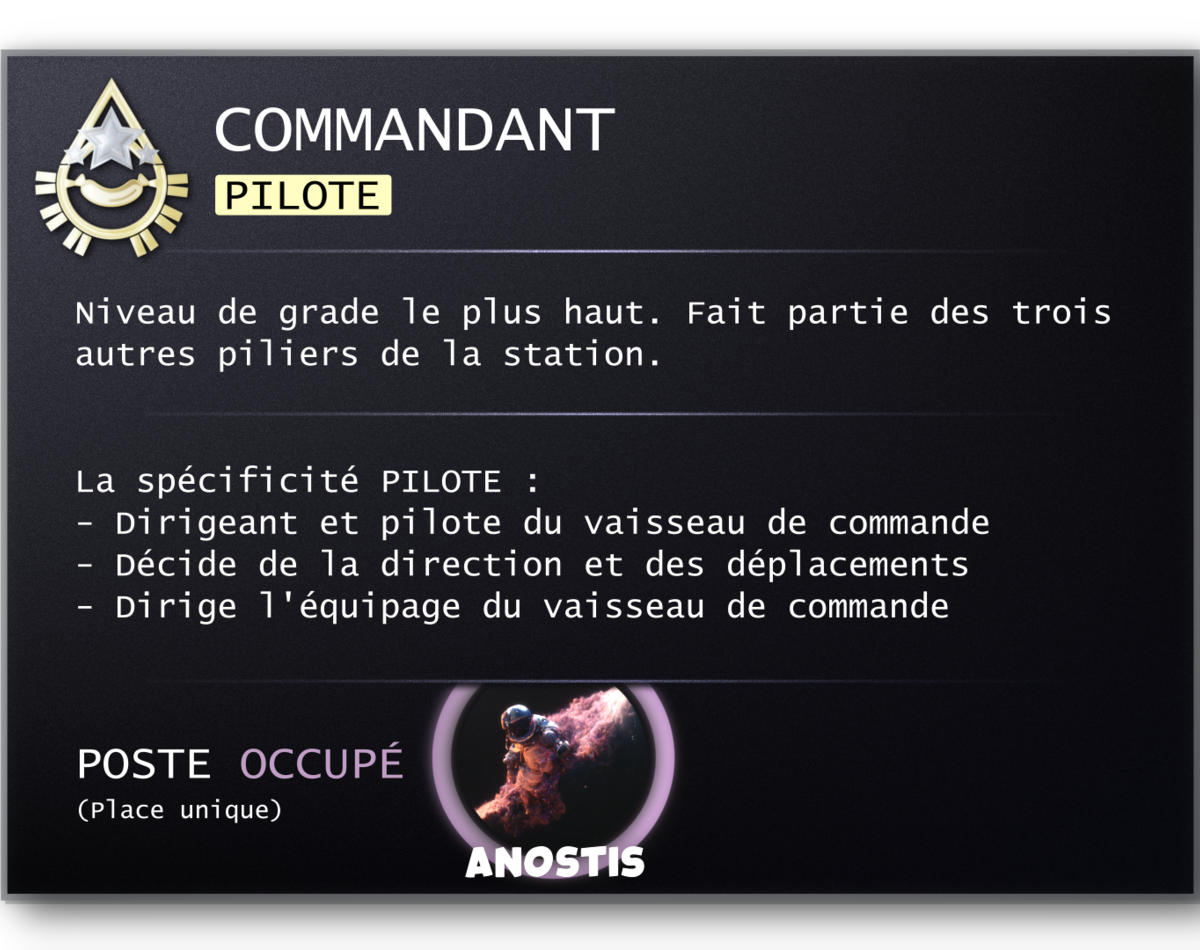 COMMANDANT
PILOTE
Niveau de grade le plus haut. Fait partie des trois
autres piliers de la station.
La spécificité PILOTE :
- Dirigeant et pilote du vaisseau de commande
- Décide de la direction et des déplacements
- Dirige l'équipage du vaisseau de commande
POSTE OCCUPÉ
(Place unique)
ANOSTIS